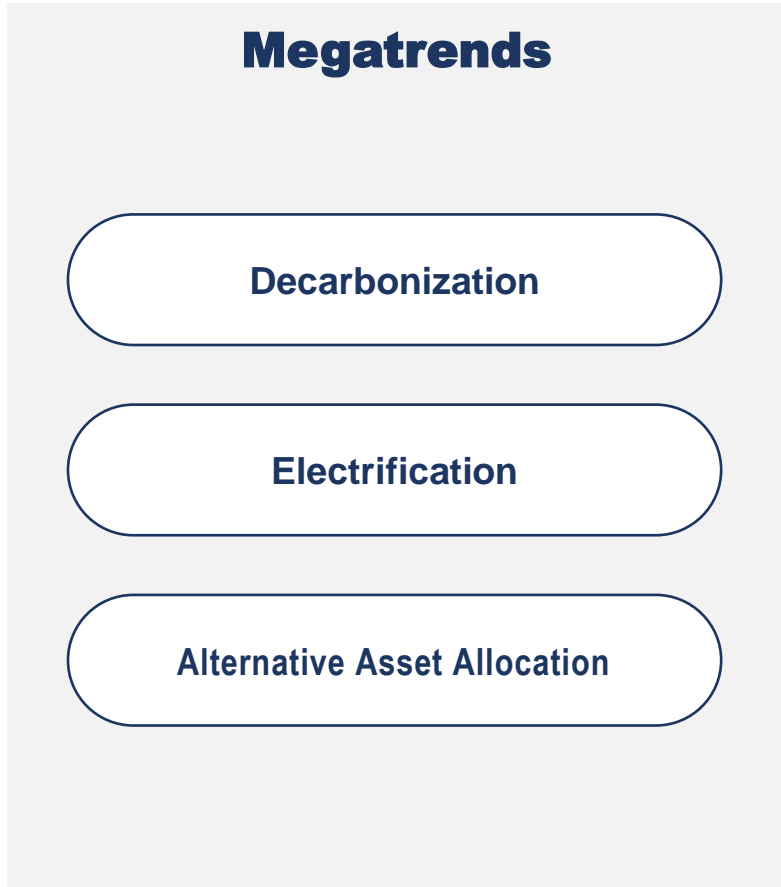 Megatrends
Decarbonization
Electrification
Alternative Asset Allocation